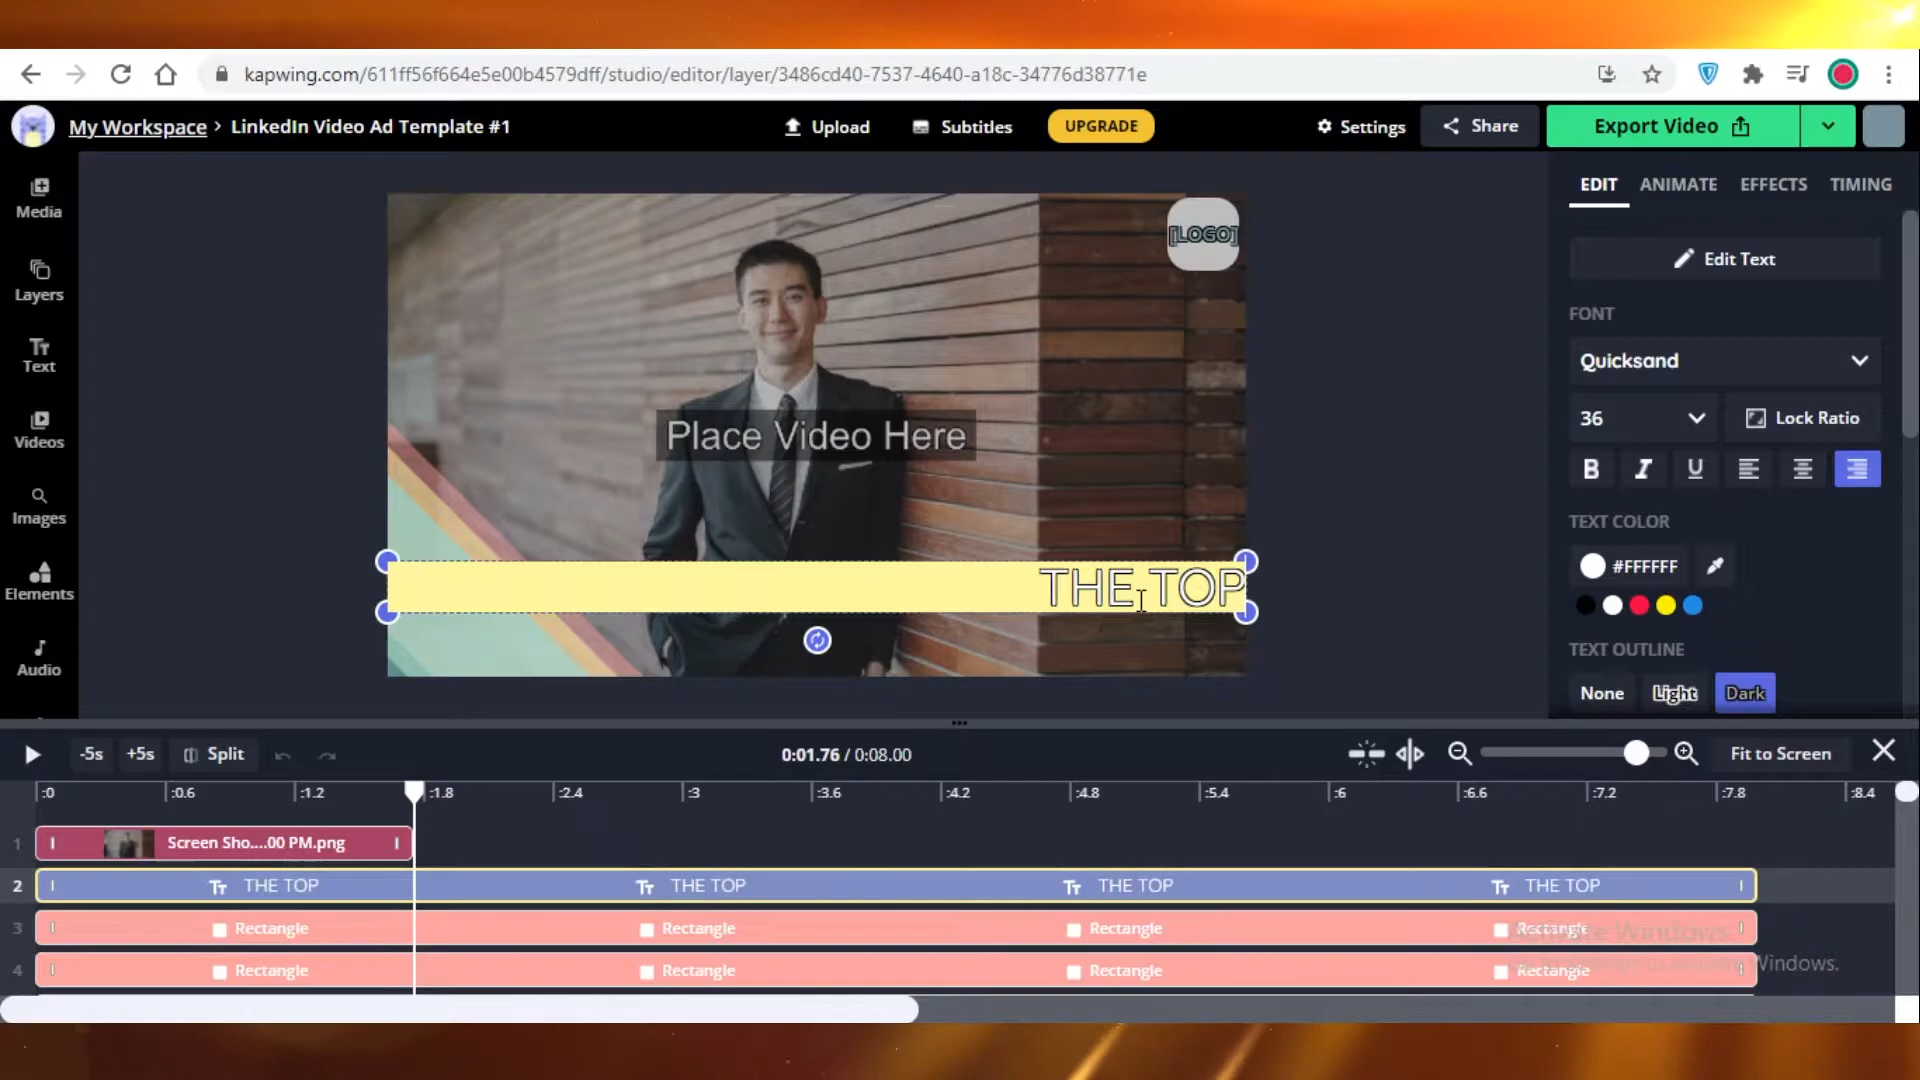 kapwing.com/611ff56f664e5e00b4579dff/studio/editor/layer/3486cd40-7537-4640-a18c-34776d38771e
My Workspace > LinkedIn Video Ad Template #1
Upload
Subtitles
UPGRADE
Settings
Share
Export Video
Media
Layers
Text
Videos
Images
Elements
Audio
[LOGO]
Place Video Here
THE TOP
EDIT ANIMATE EFFECTS TIMING
Edit Text
FONT
Quicksand
36
Lock Ratio
B I U
TEXT COLOR
#FFFFFF
TEXT OUTLINE
None Light Dark
-5s +5s Split
0:01.76 / 0:08.00
Fit to Screen
:0 :0.6 :1.2 :1.8 :2.4 :3 :3.6 :4.2 :4.8 :5.4 :6 :6.6 :7.2 :7.8 :8.4
1 Screen Sho....00 PM.png
2 Tт THE TOP Tт THE TOP Tт THE TOP Tт THE TOP
3 Rectangle Rectangle Rectangle Rectangle
4 Rectangle Rectangle Rectangle Rectangle
Activate Windows
Windows.